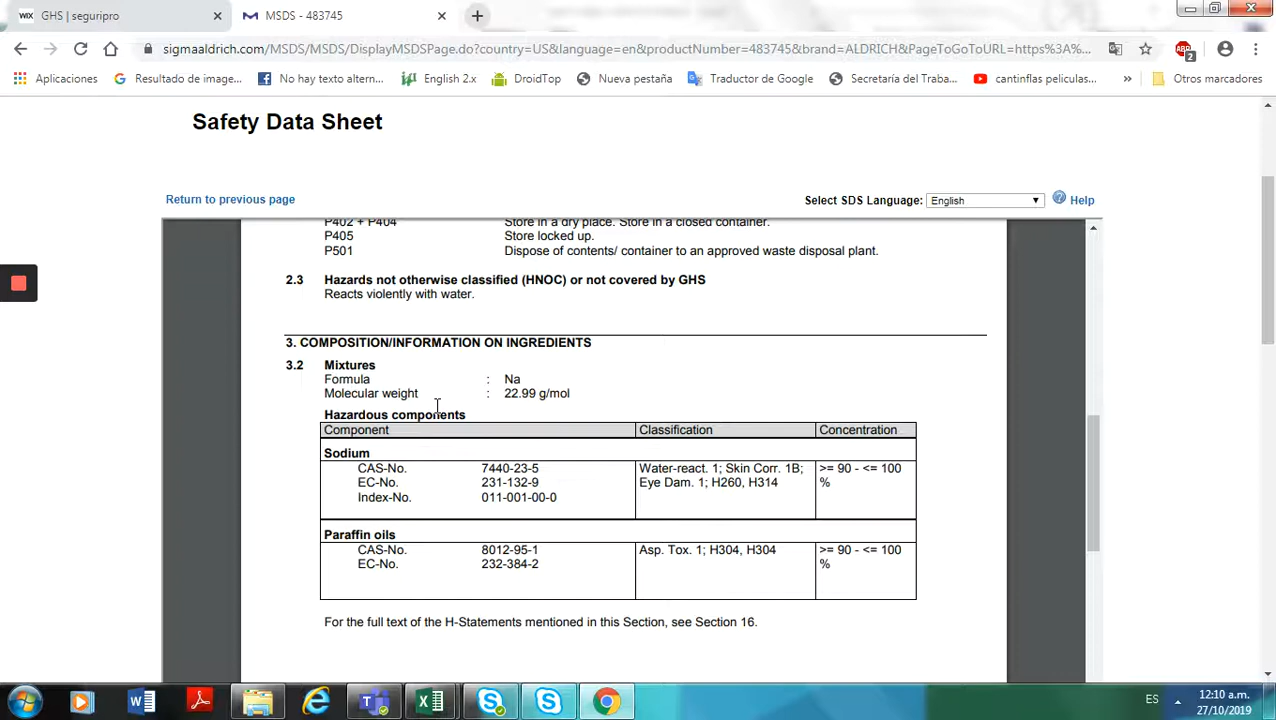 WIX GHS | seguripro
MSDS - 483745
sigmaaldrich.com/MSDS/MSDS/DisplayMSDSPage.do?country=US&language=en&productNumber=483745&brand=ALDRICH&PageToGoToURL=https%3A%...
Aplicaciones Resultado de image... No hay texto altern... English 2.x DroidTop Nueva pestaña Traductor de Google Secretaría del Traba... cantinflas peliculas... » Otros marcadores
ABP 2
Safety Data Sheet
Return to previous page Select SDS Language: English Help
P402 + P404 Store in a dry place. Store in a closed container.
P405 Store locked up.
P501 Dispose of contents/ container to an approved waste disposal plant.
2.3 Hazards not otherwise classified (HNOC) or not covered by GHS
Reacts violently with water.
3. COMPOSITION/INFORMATION ON INGREDIENTS
3.2 Mixtures
Formula : Na
Molecular weight : 22.99 g/mol
Hazardous components
Component Classification Concentration
Sodium
CAS-No. 7440-23-5 Water-react. 1; Skin Corr. 1B; >= 90 - <= 100
EC-No. 231-132-9 Eye Dam. 1; H260, H314 %
Index-No. 011-001-00-0
Paraffin oils
CAS-No. 8012-95-1 Asp. Tox. 1; H304, H304 >= 90 - <= 100
EC-No. 232-384-2 %
For the full text of the H-Statements mentioned in this Section, see Section 16.
ES 12:10 a.m.
27/10/2019